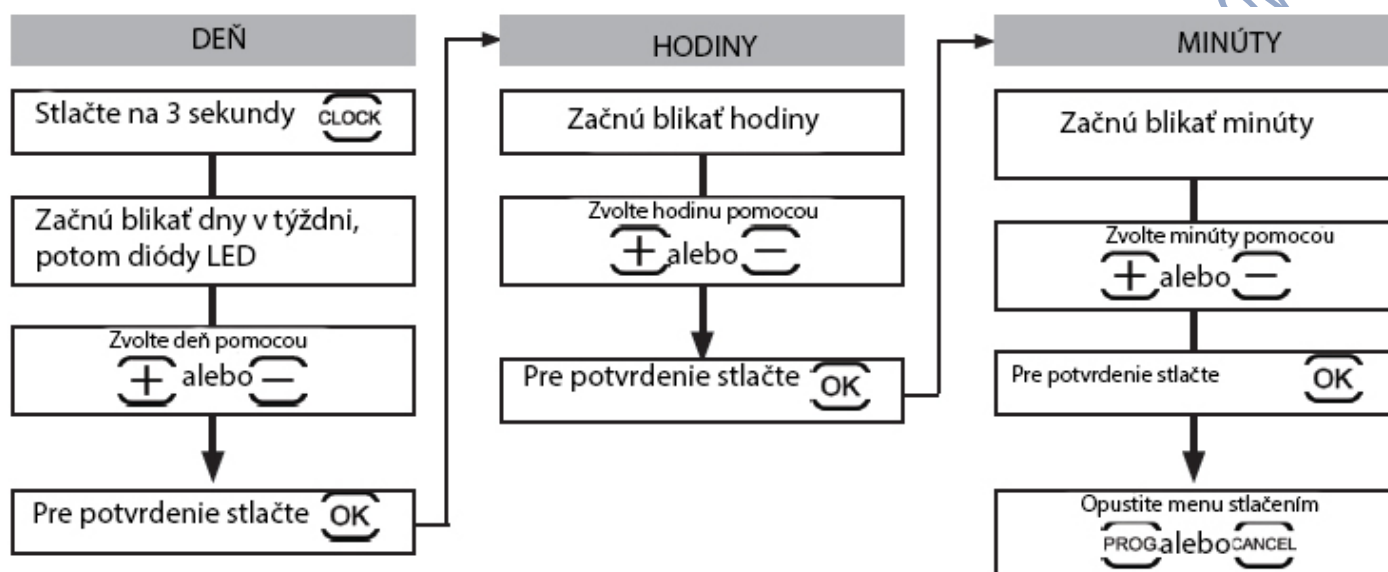 DEŇ
Stlačte na 3 sekundy CLOCK
Začnú blikať dny v týždni,
potom diódy LED
Zvolte deň pomocou
+ alebo −
Pre potvrdenie stlačte OK
HODINY
Začnú blikať hodiny
Zvolte hodinu pomocou
+ alebo −
Pre potvrdenie stlačte OK
MINÚTY
Začnú blikať minúty
Zvolte minúty pomocou
+ alebo −
Pre potvrdenie stlačte OK
Opustite menu stlačením
PROG. alebo CANCEL